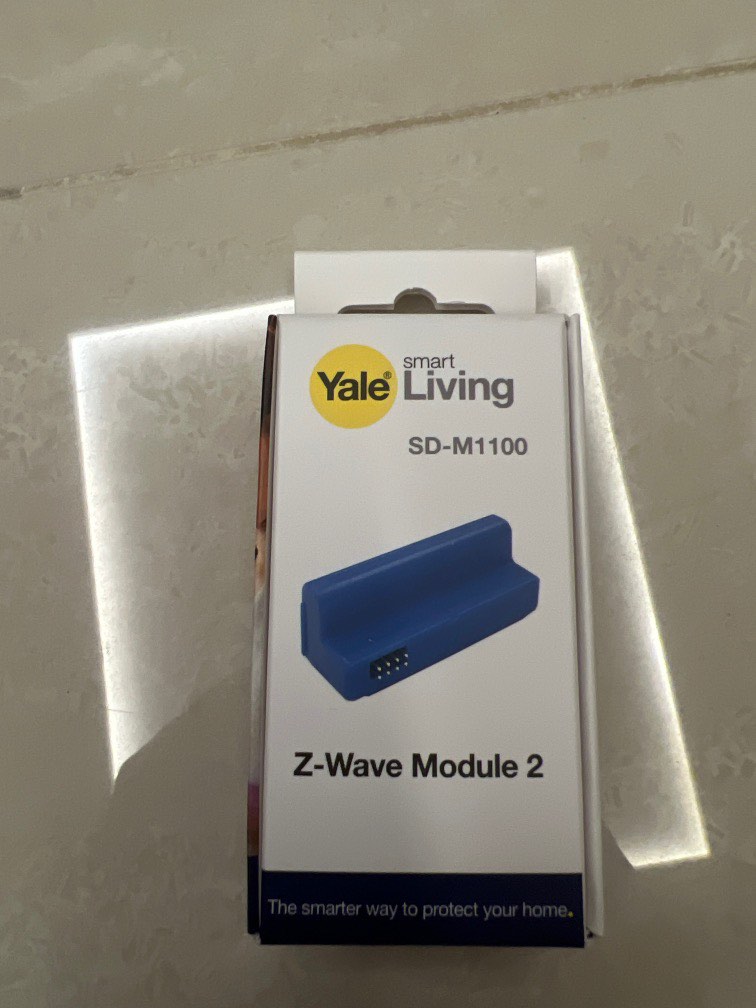 Yale® smart Living
SD-M1100
Z-Wave Module 2
The smarter way to protect your home.